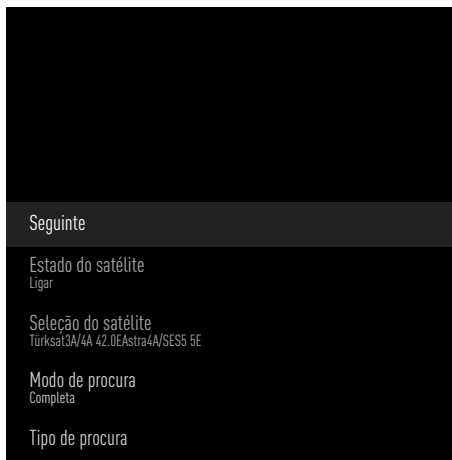 Seguinte
Estado do satélite
Ligar
Seleção do satélite
Türksat3A/4A 42.0EAstra4A/SES5 5E
Modo de procura
Completa
Tipo de procura